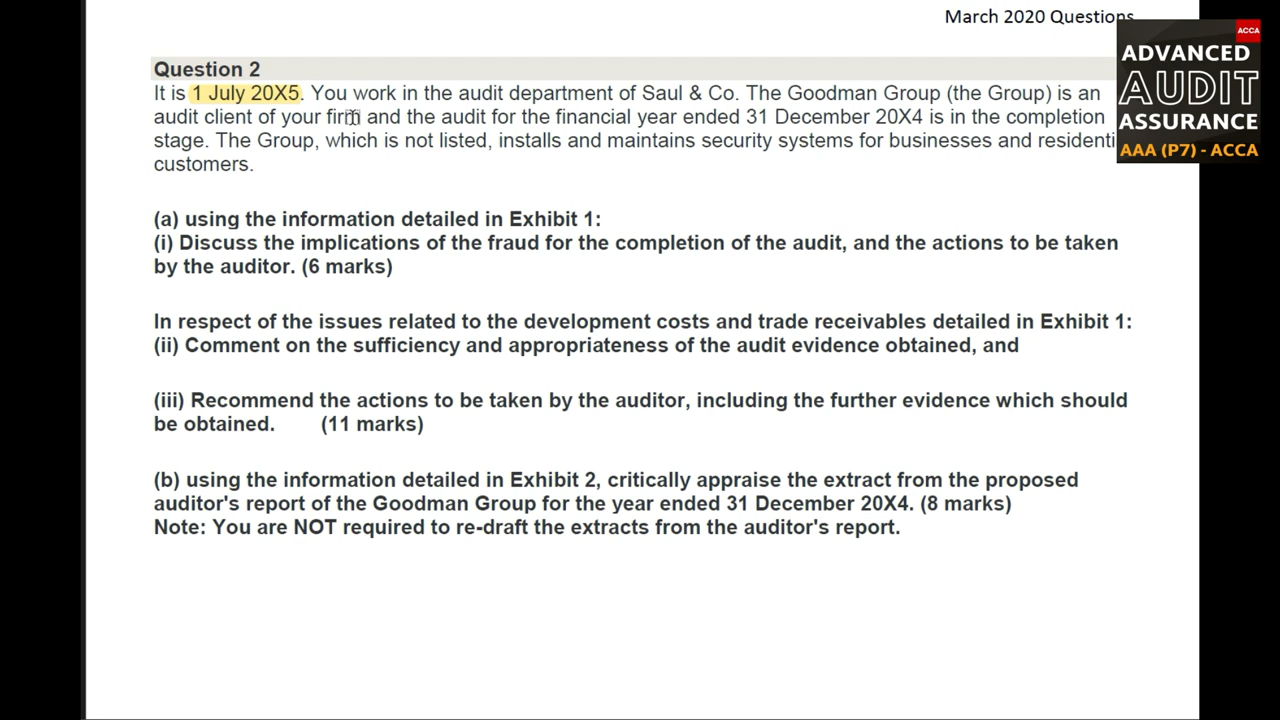 March 2020 Questions
ACCA
ADVANCED
AUDIT
ASSURANCE
AAA (P7) - ACCA
Question 2
It is 1 July 20X5. You work in the audit department of Saul & Co. The Goodman Group (the Group) is an
audit client of your firm and the audit for the financial year ended 31 December 20X4 is in the completion
stage. The Group, which is not listed, installs and maintains security systems for businesses and residenti
customers.
(a) using the information detailed in Exhibit 1:
(i) Discuss the implications of the fraud for the completion of the audit, and the actions to be taken
by the auditor. (6 marks)
In respect of the issues related to the development costs and trade receivables detailed in Exhibit 1:
(ii) Comment on the sufficiency and appropriateness of the audit evidence obtained, and
(iii) Recommend the actions to be taken by the auditor, including the further evidence which should
be obtained. (11 marks)
(b) using the information detailed in Exhibit 2, critically appraise the extract from the proposed
auditor's report of the Goodman Group for the year ended 31 December 20X4. (8 marks)
Note: You are NOT required to re-draft the extracts from the auditor's report.